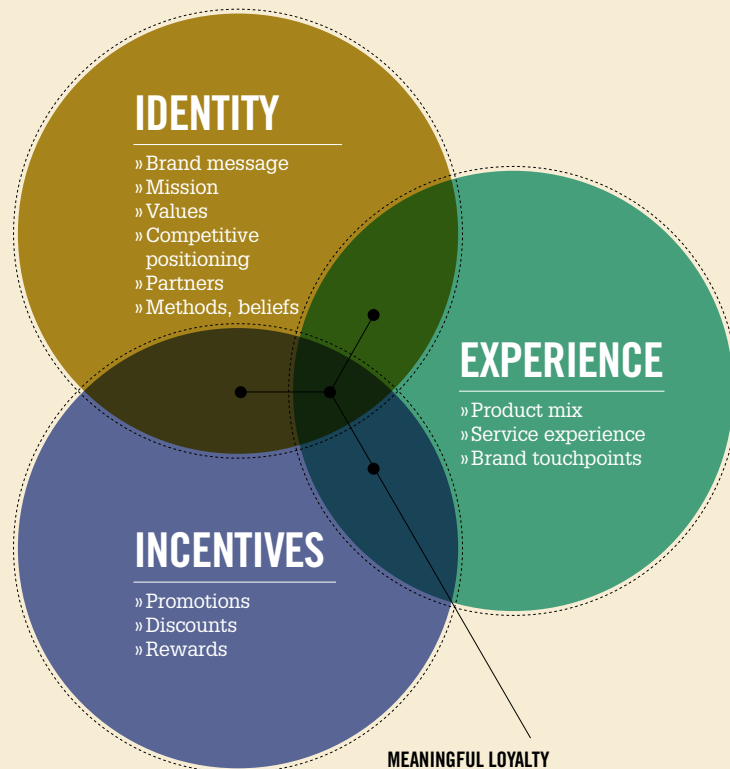 IDENTITY
» Brand message
» Mission
» Values
» Competitive
positioning
» Partners
» Methods, beliefs
EXPERIENCE
» Product mix
» Service experience
» Brand touchpoints
INCENTIVES
» Promotions
» Discounts
» Rewards
MEANINGFUL LOYALTY